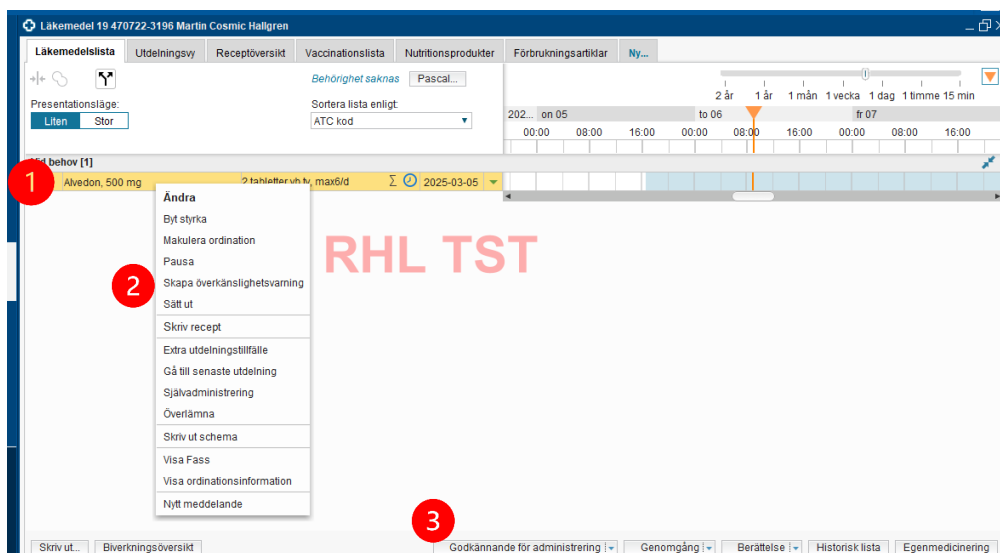 Läkemedel 19 470722-3196 Martin Cosmic Hallgren
Läkemedelslista Utdelningsvy Receptöversikt Vaccinationslista Nutritionsprodukter Förbrukningsartiklar Ny...
Behörighet saknas Pascal...
2 år 1 år 1 mån 1 vecka 1 dag 1 timme 15 min
Presentationsläge: Sortera lista enligt:
Liten Stor ATC kod
202... on 05 to 06 fr 07
00:00 08:00 16:00 00:00 08:00 16:00 00:00 08:00 16:00
behov [1]
1 Alvedon, 500 mg 2 tabletter vb tv, max6/d Σ 2025-03-05
Ändra
Byt styrka
Makulera ordination
Pausa
RHL TST
2 Skapa överkänslighetsvarning
Sätt ut
Skriv recept
Extra utdelningstillfälle
Gå till senaste utdelning
Självadministrering
Överlämna
Skriv ut schema
Visa Fass
Visa ordinationsinformation
Nytt meddelande
3
Skriv ut... Biverkningsöversikt Godkännande för administrering Genomgång Berättelse Historisk lista Egenmedicinering